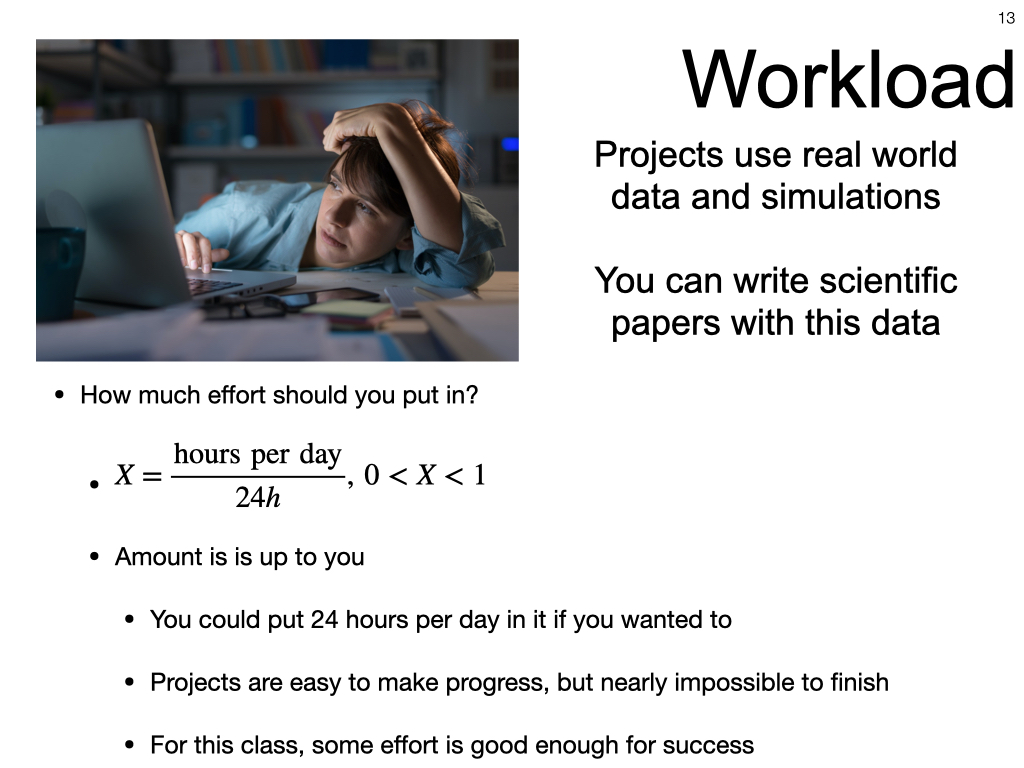 13
Workload
Projects use real world
data and simulations
You can write scientific
papers with this data
• How much effort should you put in?
• X = hours per day / 24h, 0 < X < 1
• Amount is is up to you
• You could put 24 hours per day in it if you wanted to
• Projects are easy to make progress, but nearly impossible to finish
• For this class, some effort is good enough for success